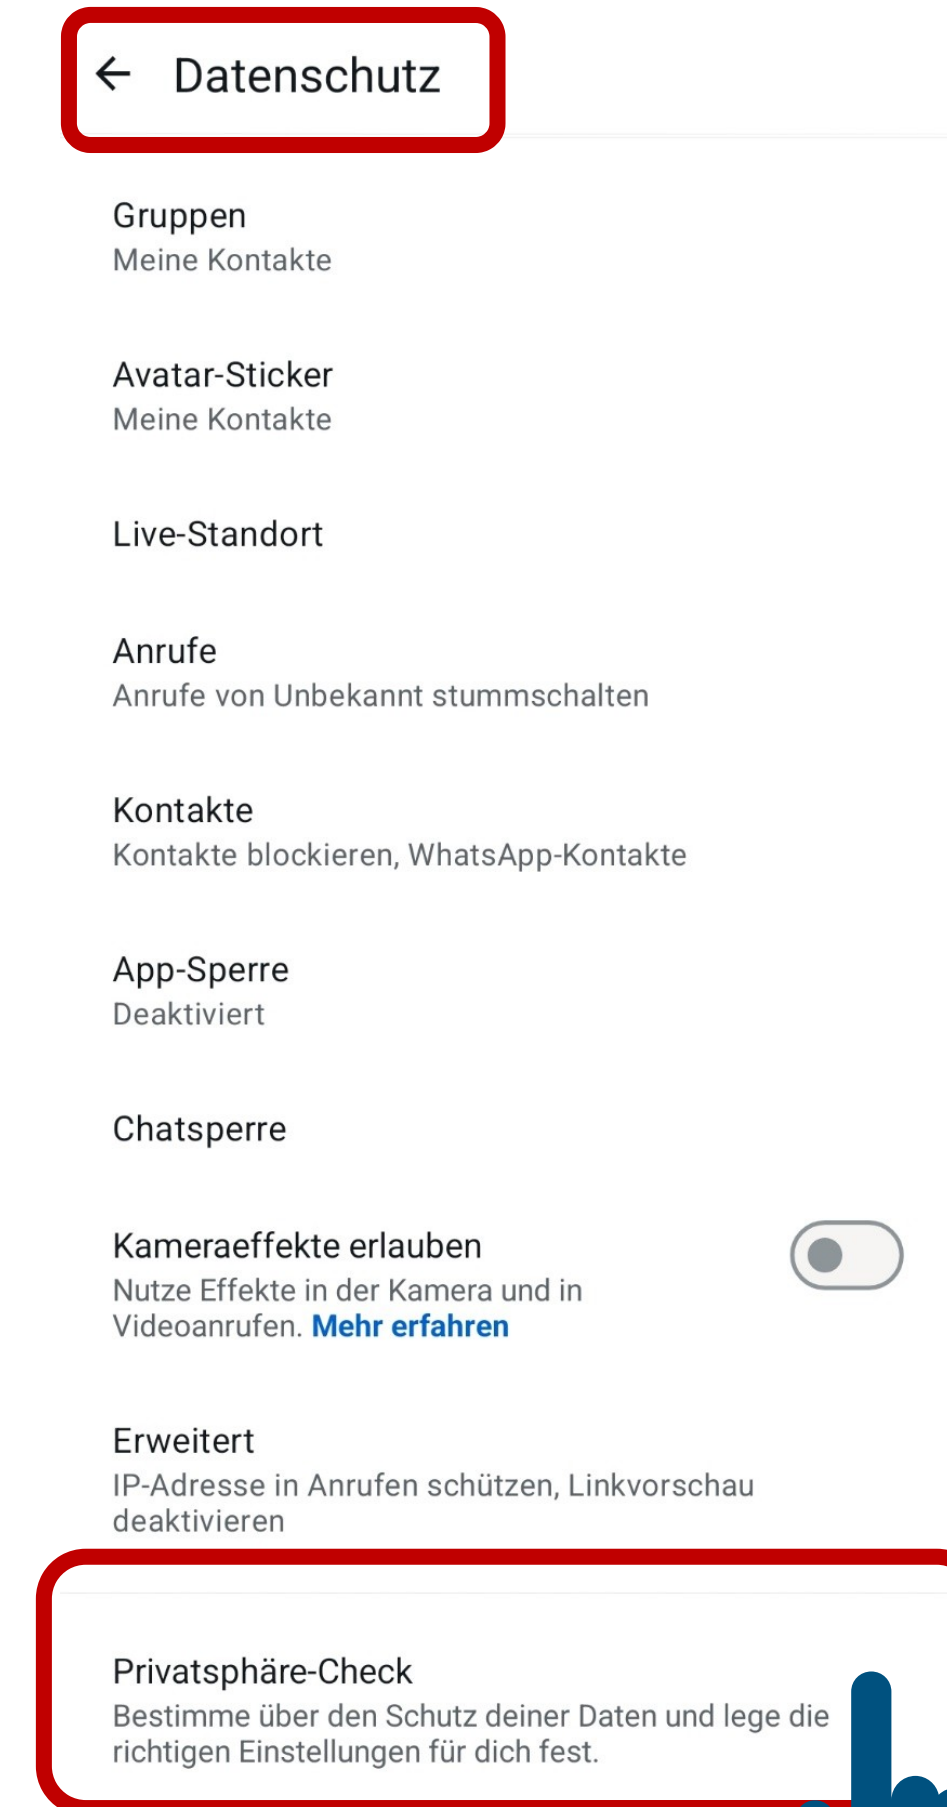 Datenschutz
Gruppen
Meine Kontakte
Avatar-Sticker
Meine Kontakte
Live-Standort
Anrufe
Anrufe von Unbekannt stummschalten
Kontakte
Kontakte blockieren, WhatsApp-Kontakte
App-Sperre
Deaktiviert
Chatsperre
Kameraeffekte erlauben
Nutze Effekte in der Kamera und in
Videoanrufen. Mehr erfahren
Erweitert
IP-Adresse in Anrufen schützen, Linkvorschau
deaktivieren
Privatsphäre-Check
Bestimme über den Schutz deiner Daten und lege die
richtigen Einstellungen für dich fest.